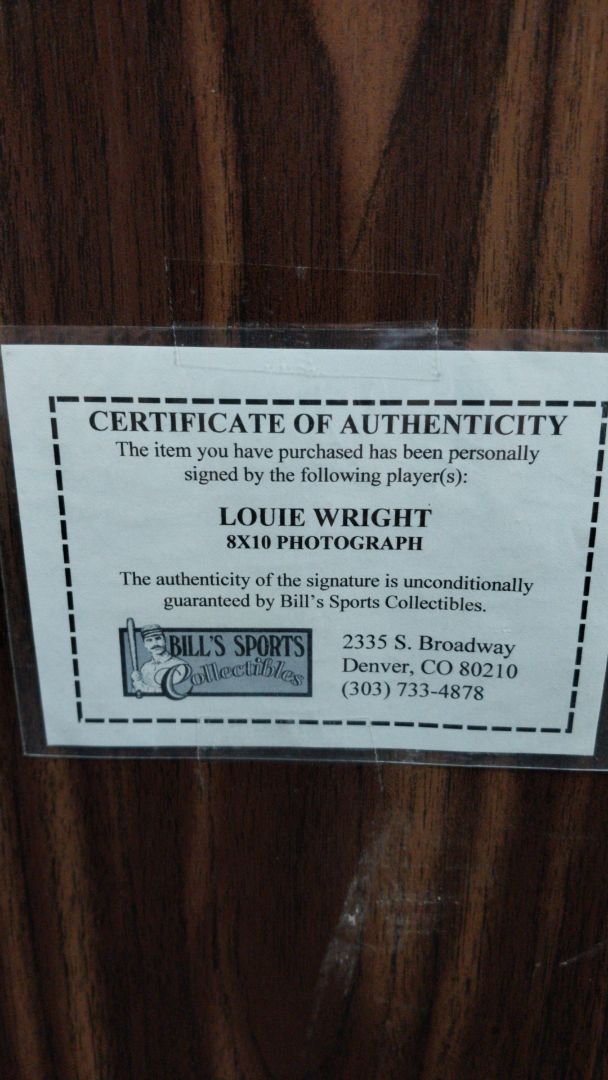 CERTIFICATE OF AUTHENTICITY
The item you have purchased has been personally
signed by the following player(s):
LOUIE WRIGHT
8X10 PHOTOGRAPH
The authenticity of the signature is unconditionally
guaranteed by Bill's Sports Collectibles.
BILL'S SPORTS
Collectibles
2335 S. Broadway
Denver, CO 80210
(303) 733-4878